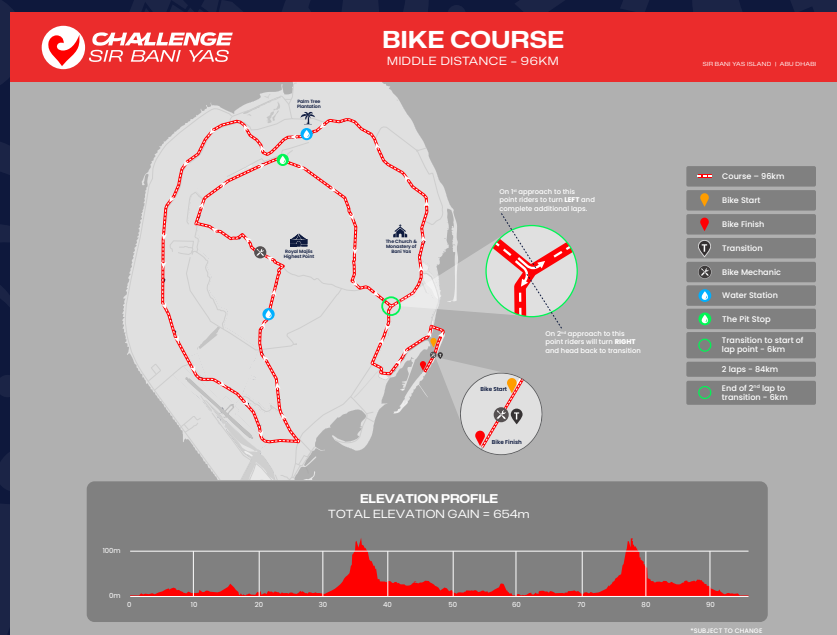 CHALLENGE
SIR BANI YAS
BIKE COURSE
MIDDLE DISTANCE – 96KM
SIR BANI YAS ISLAND | ABU DHABI
Palm Tree
Plantation
Royal Majlis
Highest Point
The Church &
Monastery of
Bani Yas
On 1st approach to this
point riders to turn LEFT and
complete additional laps.
On 2nd approach to this
point riders will turn RIGHT
and head back to transition
Bike Start
T
Bike Finish
Course – 96km
Bike Start
Bike Finish
T Transition
Bike Mechanic
Water Station
The Pit Stop
Transition to start of
lap point - 6km
2 laps - 84km
End of 2nd lap to
transition - 6km
ELEVATION PROFILE
TOTAL ELEVATION GAIN = 654m
100m
0m
0 10 20 30 40 50 60 70 80 90
*SUBJECT TO CHANGE